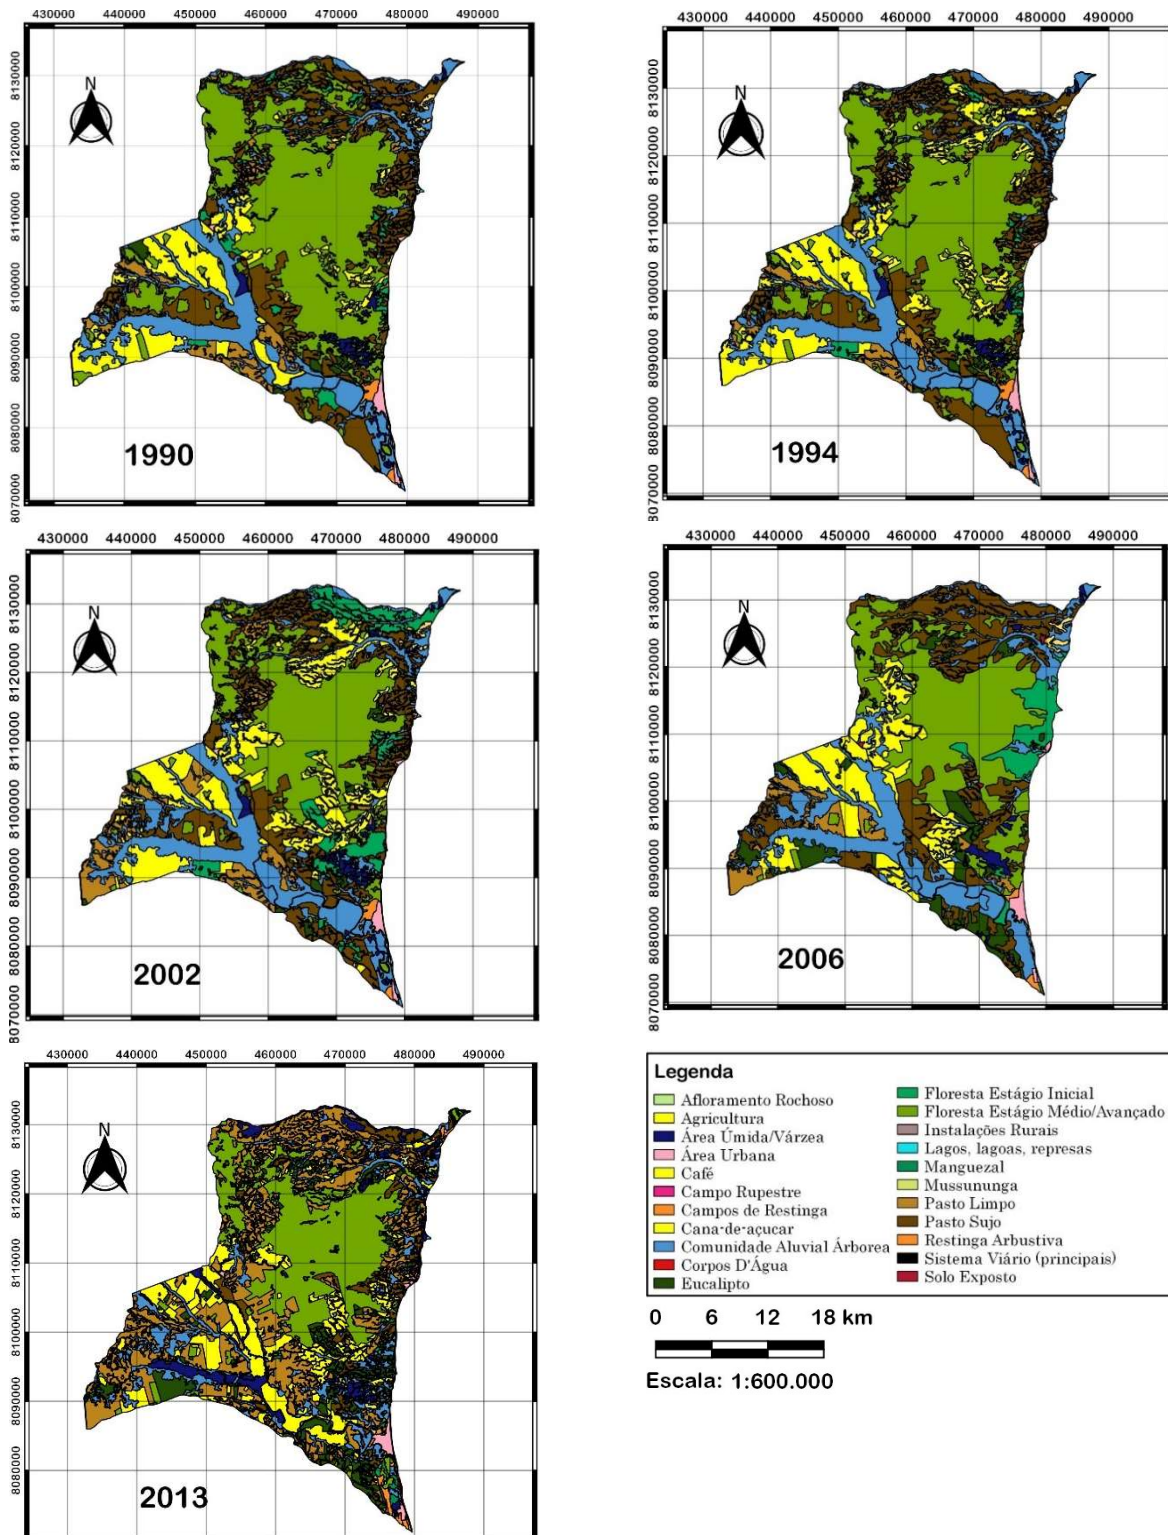 430000 440000 450000 460000 470000 480000 490000
8130000
8120000
8110000
8100000
8090000
8080000
8070000
N
1990
430000 440000 450000 460000 470000 480000 490000
8130000
8120000
8110000
8100000
8090000
8080000
8070000
N
1994
430000 440000 450000 460000 470000 480000 490000
8130000
8120000
8110000
8100000
8090000
8080000
8070000
N
2002
430000 440000 450000 460000 470000 480000 490000
8130000
8120000
8110000
8100000
8090000
8080000
8070000
N
2006
430000 440000 450000 460000 470000 480000 490000
8130000
8120000
8110000
8100000
8090000
8080000
N
2013
Legenda
Afloramento Rochoso
Agricultura
Área Úmida/Várzea
Área Urbana
Café
Campo Rupestre
Campos de Restinga
Cana-de-açucar
Comunidade Aluvial Árborea
Corpos D'Água
Eucalipto
Floresta Estágio Inicial
Floresta Estágio Médio/Avançado
Instalações Rurais
Lagos, lagoas, represas
Manguezal
Mussununga
Pasto Limpo
Pasto Sujo
Restinga Arbustiva
Sistema Viário (principais)
Solo Exposto
0 6 12 18 km
Escala: 1:600.000